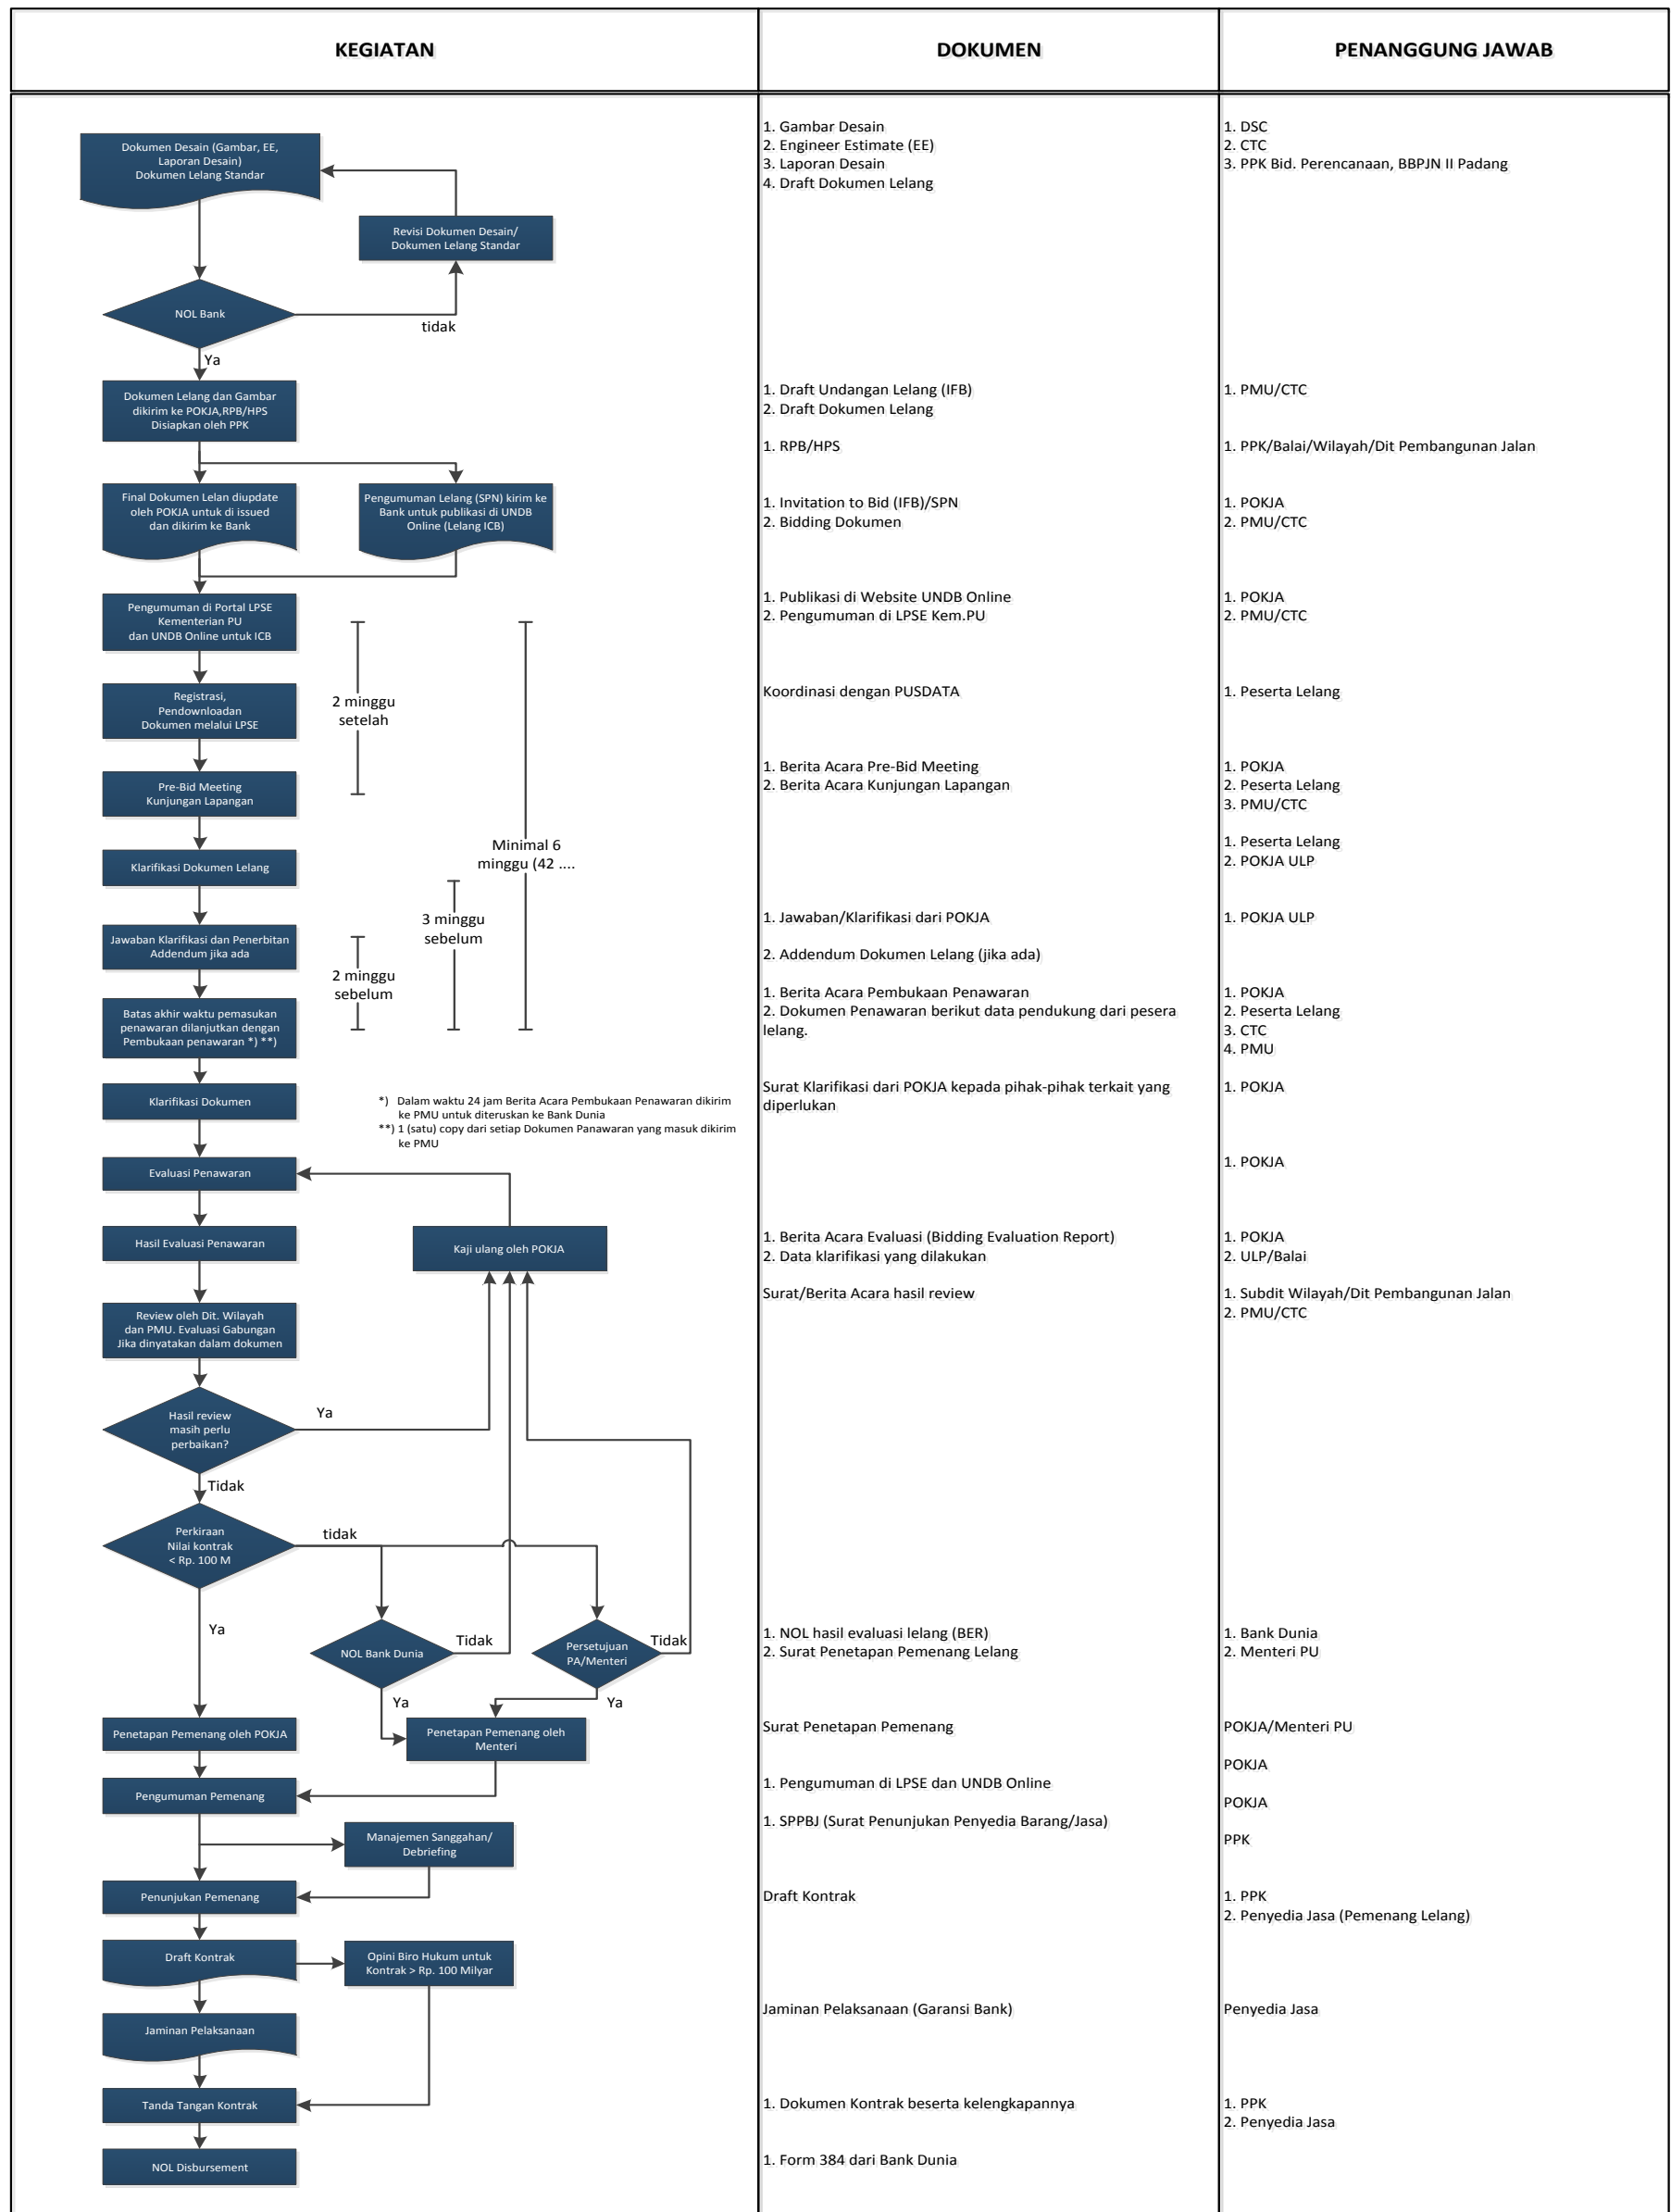 KEGIATAN
DOKUMEN
PENANGGUNG JAWAB
Dokumen Desain (Gambar, EE,
Laporan Desain)
Dokumen Lelang Standar
1. Gambar Desain
2. Engineer Estimate (EE)
3. Laporan Desain
4. Draft Dokumen Lelang
1. DSC
2. CTC
3. PPK Bid. Perencanaan, BBPJN II Padang
Revisi Dokumen Desain/
Dokumen Lelang Standar
NOL Bank
tidak
Ya
Dokumen Lelang dan Gambar
dikirim ke POKJA,RPB/HPS
Disiapkan oleh PPK
1. Draft Undangan Lelang (IFB)
2. Draft Dokumen Lelang
1. PMU/CTC
1. RPB/HPS
1. PPK/Balai/Wilayah/Dit Pembangunan Jalan
Final Dokumen Lelan diupdate
oleh POKJA untuk di issued
dan dikirim ke Bank
Pengumuman Lelang (SPN) kirim ke
Bank untuk publikasi di UNDB
Online (Lelang ICB)
1. Invitation to Bid (IFB)/SPN
2. Bidding Dokumen
1. POKJA
2. PMU/CTC
Pengumuman di Portal LPSE
Kementerian PU
dan UNDB Online untuk ICB
1. Publikasi di Website UNDB Online
2. Pengumuman di LPSE Kem.PU
1. POKJA
2. PMU/CTC
Registrasi,
Pendownloadan
Dokumen melalui LPSE
2 minggu
setelah
Koordinasi dengan PUSDATA
1. Peserta Lelang
Pre-Bid Meeting
Kunjungan Lapangan
1. Berita Acara Pre-Bid Meeting
2. Berita Acara Kunjungan Lapangan
1. POKJA
2. Peserta Lelang
3. PMU/CTC
Minimal 6
minggu (42 ....
Klarifikasi Dokumen Lelang
1. Peserta Lelang
2. POKJA ULP
3 minggu
sebelum
Jawaban Klarifikasi dan Penerbitan
Addendum jika ada
1. Jawaban/Klarifikasi dari POKJA
2. Addendum Dokumen Lelang (jika ada)
1. POKJA ULP
2 minggu
sebelum
Batas akhir waktu pemasukan
penawaran dilanjutkan dengan
Pembukaan penawaran *) **)
1. Berita Acara Pembukaan Penawaran
2. Dokumen Penawaran berikut data pendukung dari pesera
lelang.
1. POKJA
2. Peserta Lelang
3. CTC
4. PMU
Klarifikasi Dokumen
*) Dalam waktu 24 jam Berita Acara Pembukaan Penawaran dikirim
ke PMU untuk diteruskan ke Bank Dunia
**) 1 (satu) copy dari setiap Dokumen Panawaran yang masuk dikirim
ke PMU
Surat Klarifikasi dari POKJA kepada pihak-pihak terkait yang
diperlukan
1. POKJA
Evaluasi Penawaran
1. POKJA
Hasil Evaluasi Penawaran
Kaji ulang oleh POKJA
1. Berita Acara Evaluasi (Bidding Evaluation Report)
2. Data klarifikasi yang dilakukan
1. POKJA
2. ULP/Balai
Review oleh Dit. Wilayah
dan PMU. Evaluasi Gabungan
Jika dinyatakan dalam dokumen
Surat/Berita Acara hasil review
1. Subdit Wilayah/Dit Pembangunan Jalan
2. PMU/CTC
Hasil review
masih perlu
perbaikan?
Ya
Tidak
Perkiraan
Nilai kontrak
< Rp. 100 M
tidak
Ya
NOL Bank Dunia
Tidak
Persetujuan
PA/Menteri
Tidak
Ya
Ya
1. NOL hasil evaluasi lelang (BER)
2. Surat Penetapan Pemenang Lelang
1. Bank Dunia
2. Menteri PU
Penetapan Pemenang oleh POKJA
Penetapan Pemenang oleh
Menteri
Surat Penetapan Pemenang
POKJA/Menteri PU
POKJA
Pengumuman Pemenang
1. Pengumuman di LPSE dan UNDB Online
POKJA
Manajemen Sanggahan/
Debriefing
1. SPPBJ (Surat Penunjukan Penyedia Barang/Jasa)
PPK
Penunjukan Pemenang
Draft Kontrak
1. PPK
2. Penyedia Jasa (Pemenang Lelang)
Draft Kontrak
Opini Biro Hukum untuk
Kontrak > Rp. 100 Milyar
Jaminan Pelaksanaan
Jaminan Pelaksanaan (Garansi Bank)
Penyedia Jasa
Tanda Tangan Kontrak
1. Dokumen Kontrak beserta kelengkapannya
1. PPK
2. Penyedia Jasa
NOL Disbursement
1. Form 384 dari Bank Dunia